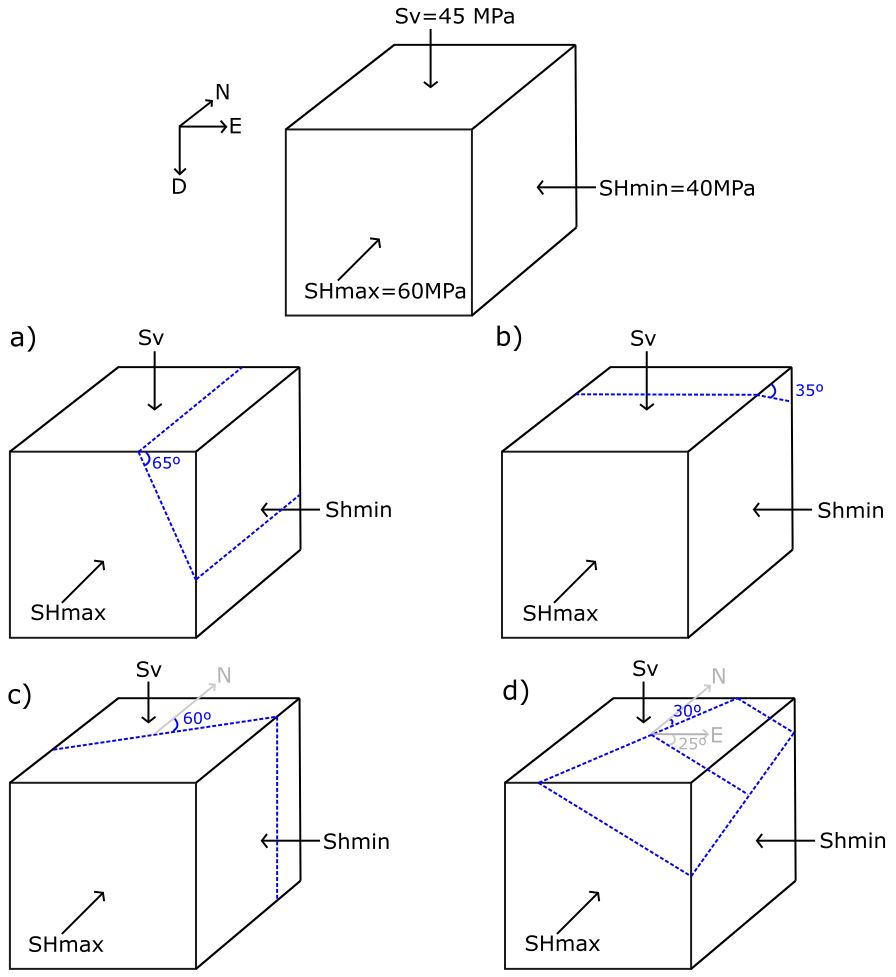 Sv=45 MPa
N
E
D
SHmin=40MPa
SHmax=60MPa
a)
Sv
65º
Shmin
SHmax
b)
Sv
35º
Shmin
SHmax
c)
Sv
N
60º
Shmin
SHmax
d)
Sv
N
30º
E
25º
Shmin
SHmax